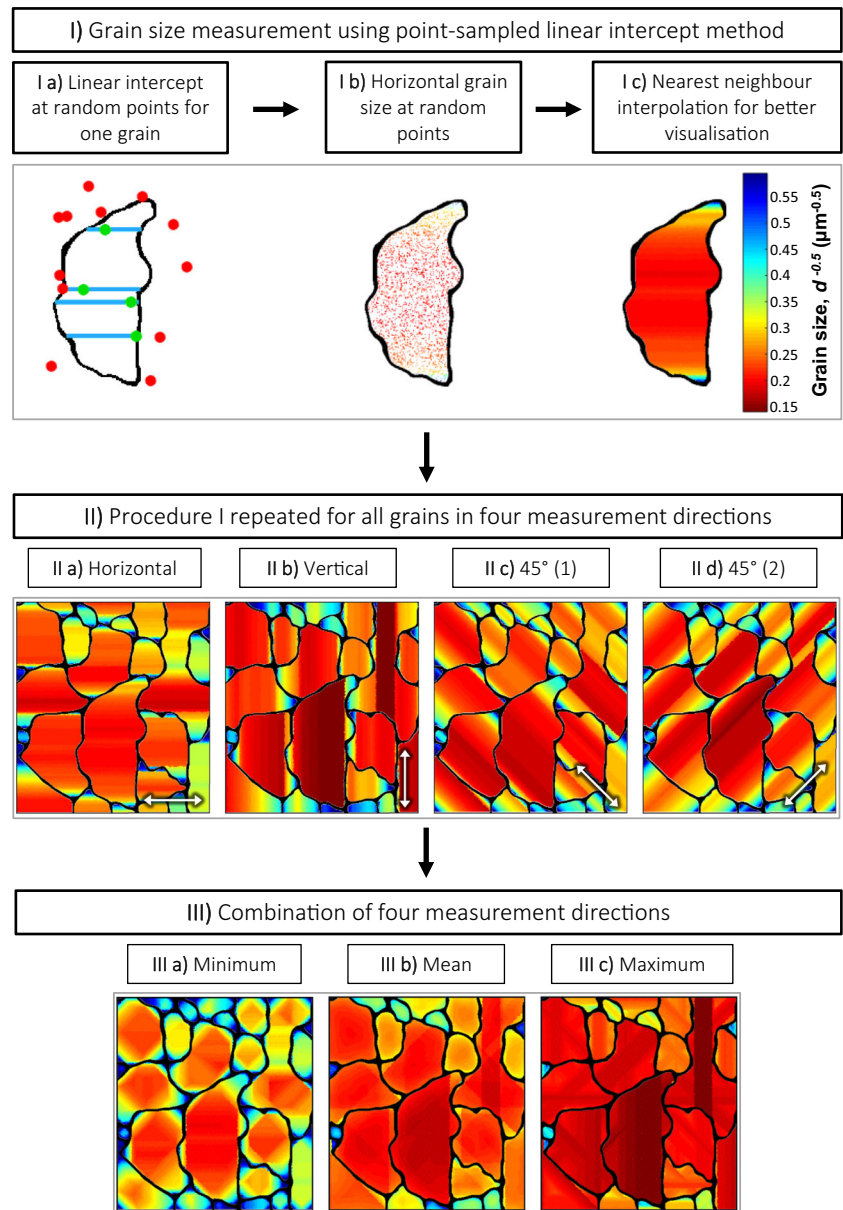 I) Grain size measurement using point-sampled linear intercept method
I a) Linear intercept
at random points for
one grain
I b) Horizontal grain
size at random
points
I c) Nearest neighbour
interpolation for better
visualisation
0.55
0.5
0.45
0.4
0.35
0.3
0.25
0.2
0.15
Grain size, d⁻⁰·⁵ (µm⁻⁰·⁵)
II) Procedure I repeated for all grains in four measurement directions
II a) Horizontal
II b) Vertical
II c) 45° (1)
II d) 45° (2)
III) Combination of four measurement directions
III a) Minimum
III b) Mean
III c) Maximum